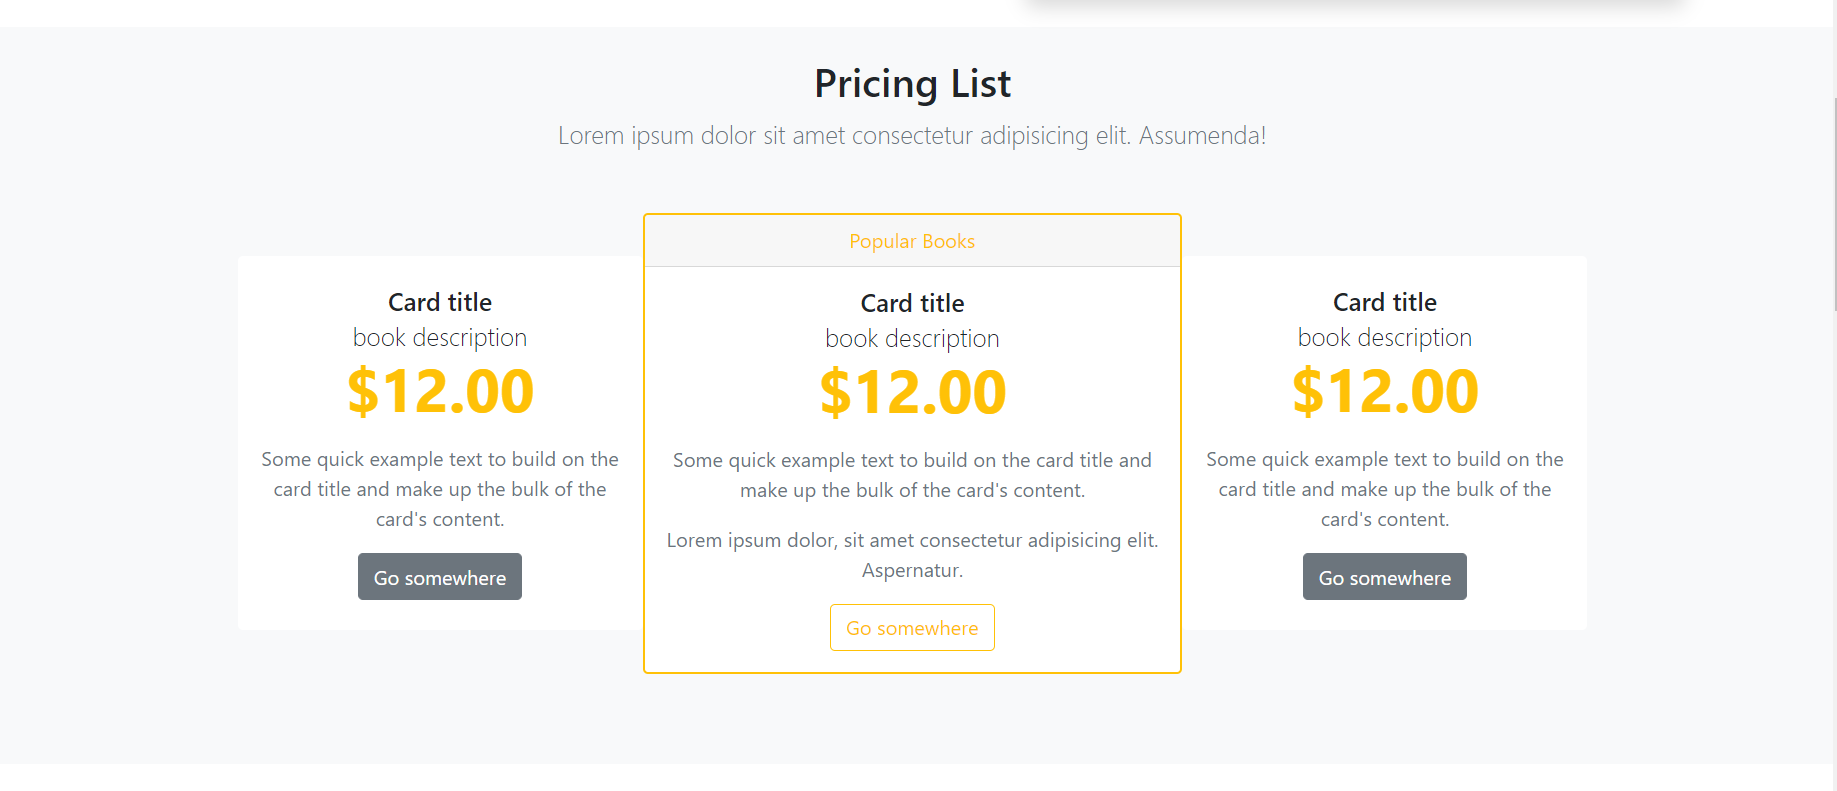 Pricing List
Lorem ipsum dolor sit amet consectetur adipisicing elit. Assumenda!
Card title
book description
$12.00
Some quick example text to build on the
card title and make up the bulk of the
card's content.
Go somewhere
Popular Books
Card title
book description
$12.00
Some quick example text to build on the card title and
make up the bulk of the card's content.
Lorem ipsum dolor, sit amet consectetur adipisicing elit.
Aspernatur.
Go somewhere
Card title
book description
$12.00
Some quick example text to build on the
card title and make up the bulk of the
card's content.
Go somewhere